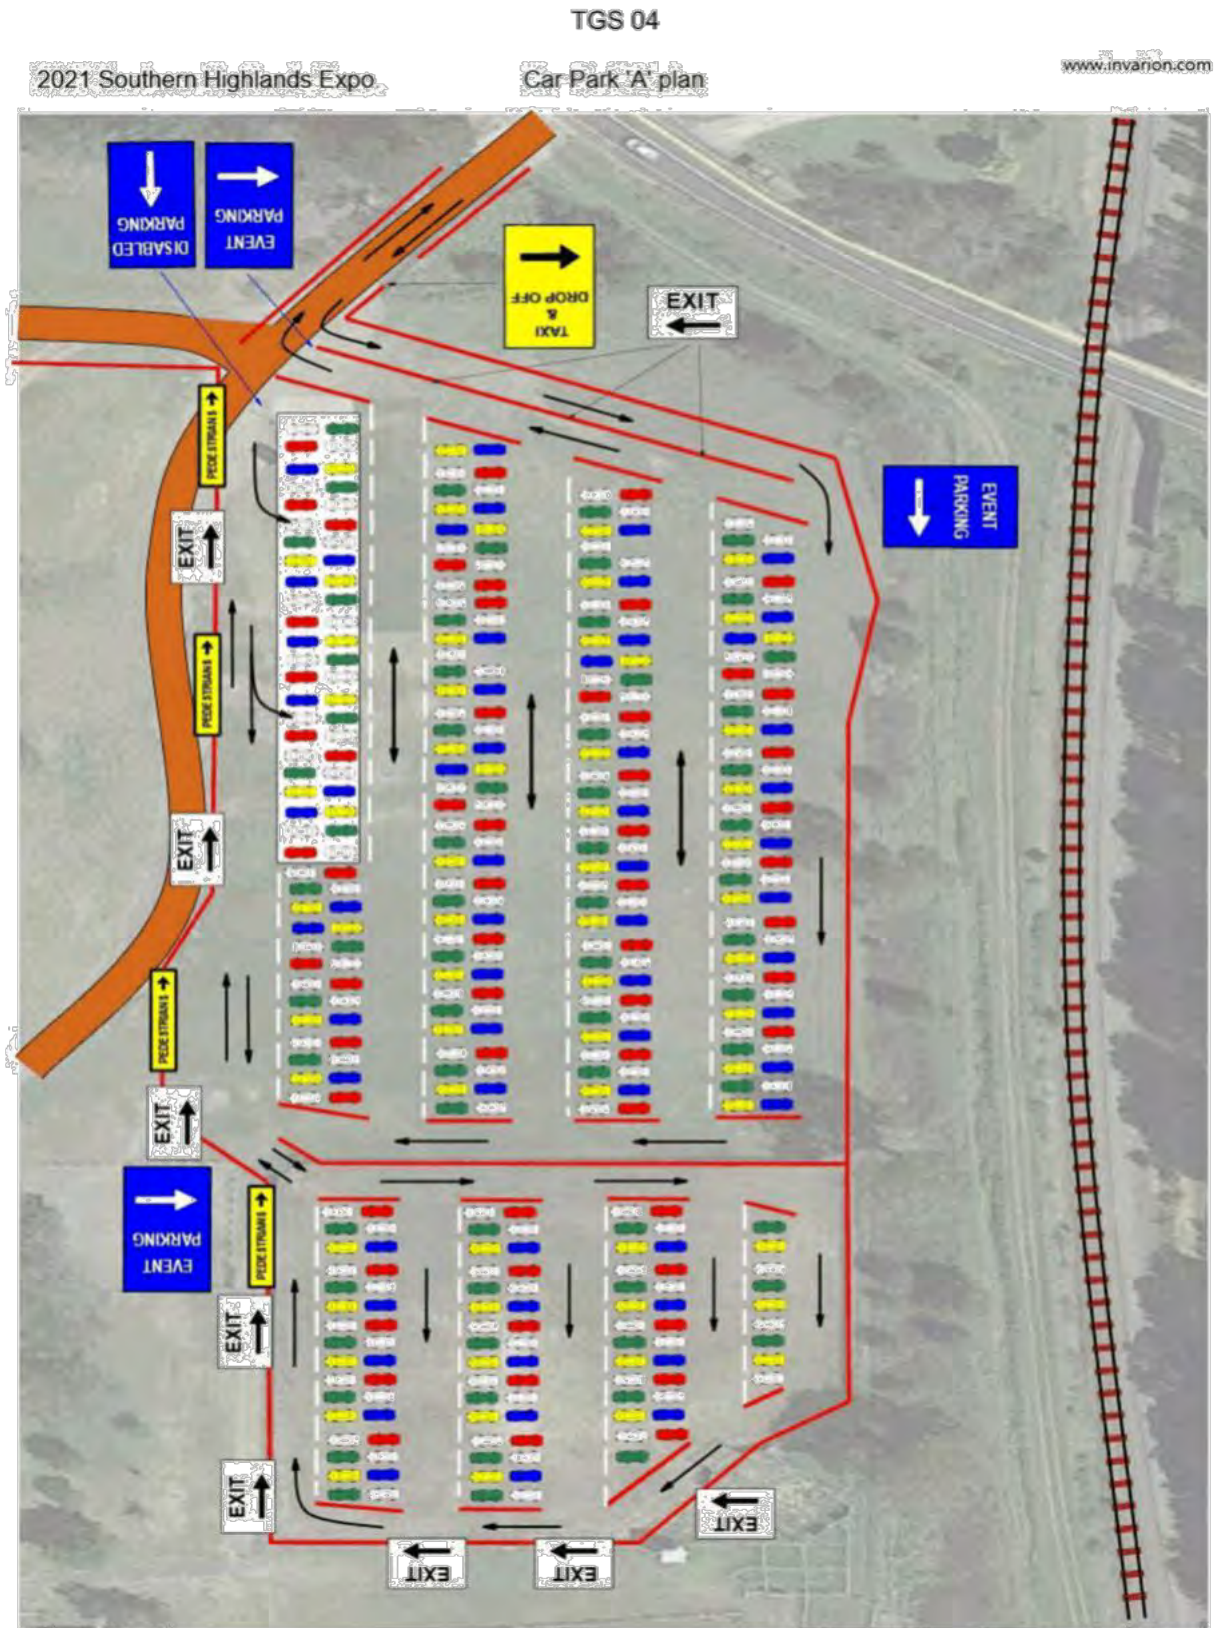 TGS 04
www.invarion.com
2021 Southern Highlands Expo
Car Park 'A' plan
DISABLED
PARKING
EVENT
PARKING
TAXI
&
DROP OFF
EXIT
PEDESTRIANS
EVENT
PARKING
EXIT
PEDESTRIANS
EXIT
PEDESTRIANS
EXIT
EVENT
PARKING
PEDESTRIANS
EXIT
EXIT
EXIT
EXIT
EXIT